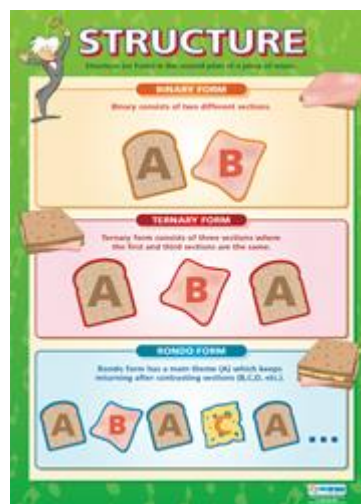 STRUCTURE
Structure (or Form) is the overall plan of a piece of music.
BINARY FORM
Binary consists of two different sections.
A B
TERNARY FORM
Ternary form consists of three sections where
the first and third sections are the same.
A B A
RONDO FORM
Rondo form has a main theme (A) which keeps
returning after contrasting sections (B,C,D, etc.).
A B A C A ...